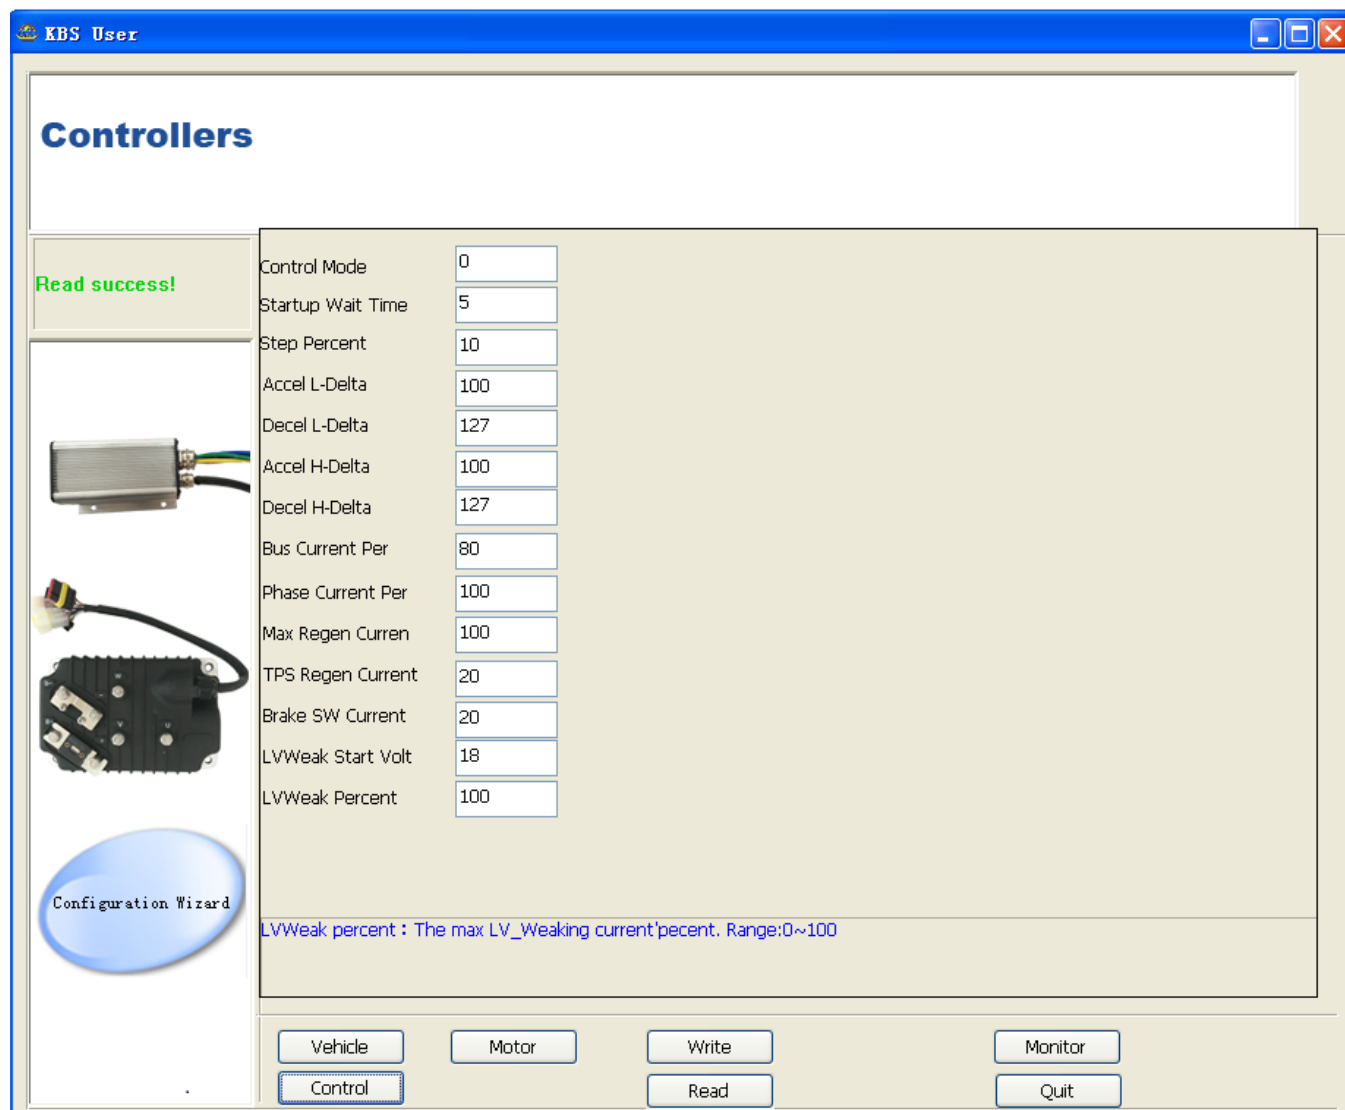 KBS User
Controllers
Read success!
Control Mode 0
Startup Wait Time 5
Step Percent 10
Accel L-Delta 100
Decel L-Delta 127
Accel H-Delta 100
Decel H-Delta 127
Bus Current Per 80
Phase Current Per 100
Max Regen Curren 100
TPS Regen Current 20
Brake SW Current 20
LVWeak Start Volt 18
LVWeak Percent 100
Configuration Wizard
LVWeak percent : The max LV_Weaking current'pecent. Range:0~100
Vehicle Motor Write Monitor
Control Read Quit